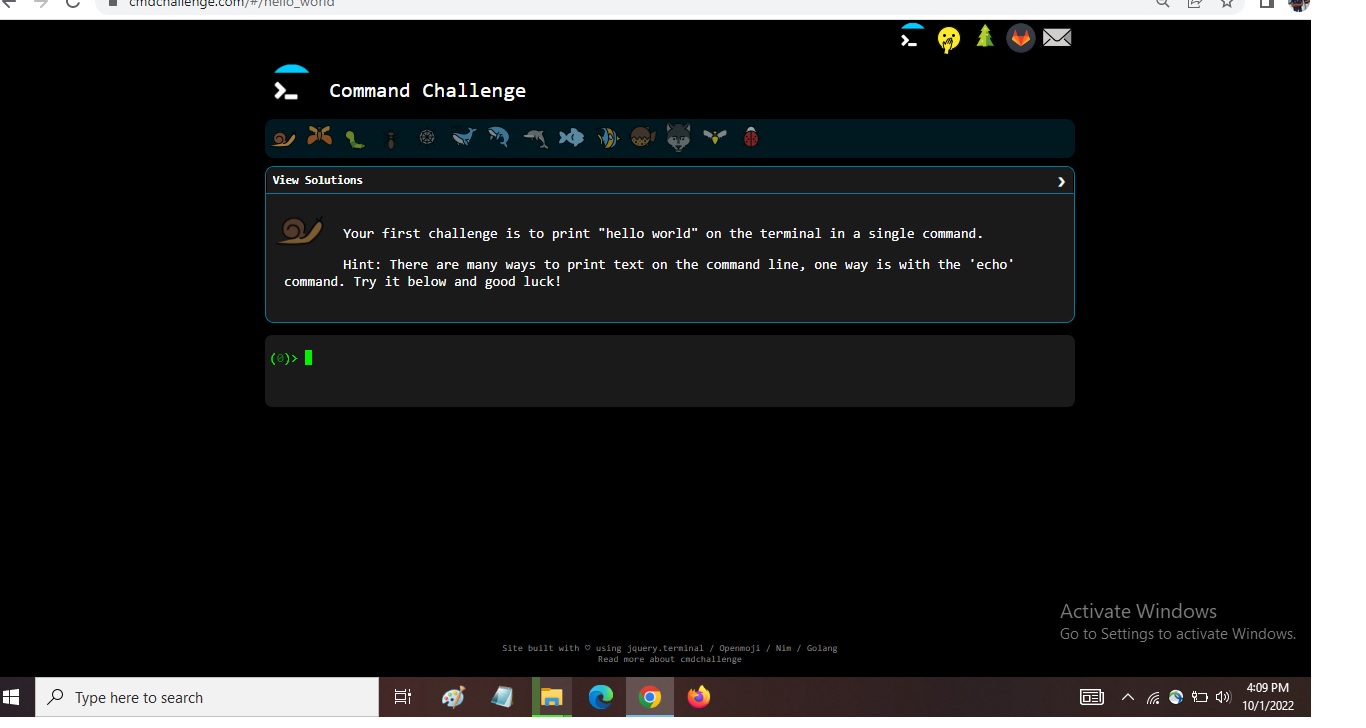 cmdchallenge.com/#/hello_world
>_
>_ Command Challenge
View Solutions ❯
Your first challenge is to print "hello world" on the terminal in a single command.
Hint: There are many ways to print text on the command line, one way is with the 'echo'
command. Try it below and good luck!
(0)>
Activate Windows
Go to Settings to activate Windows.
Site built with ♡ using jquery.terminal / Openmoji / Nim / Golang
Read more about cmdchallenge
Type here to search
4:09 PM
10/1/2022